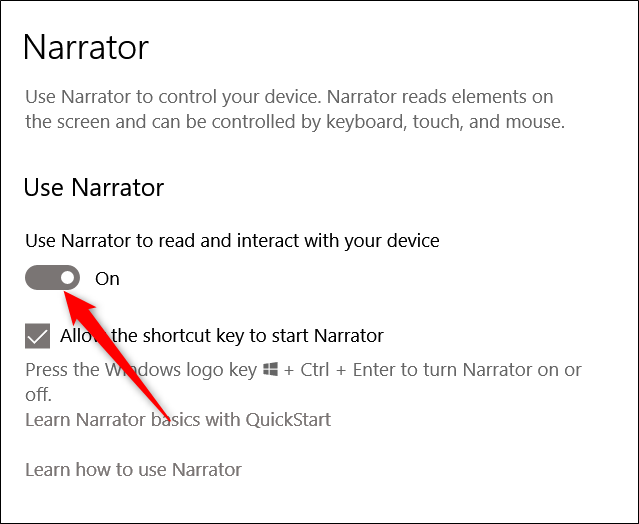 Narrator
Use Narrator to control your device. Narrator reads elements on
the screen and can be controlled by keyboard, touch, and mouse.
Use Narrator
Use Narrator to read and interact with your device
On
Allow the shortcut key to start Narrator
Press the Windows logo key + Ctrl + Enter to turn Narrator on or
off.
Learn Narrator basics with QuickStart
Learn how to use Narrator